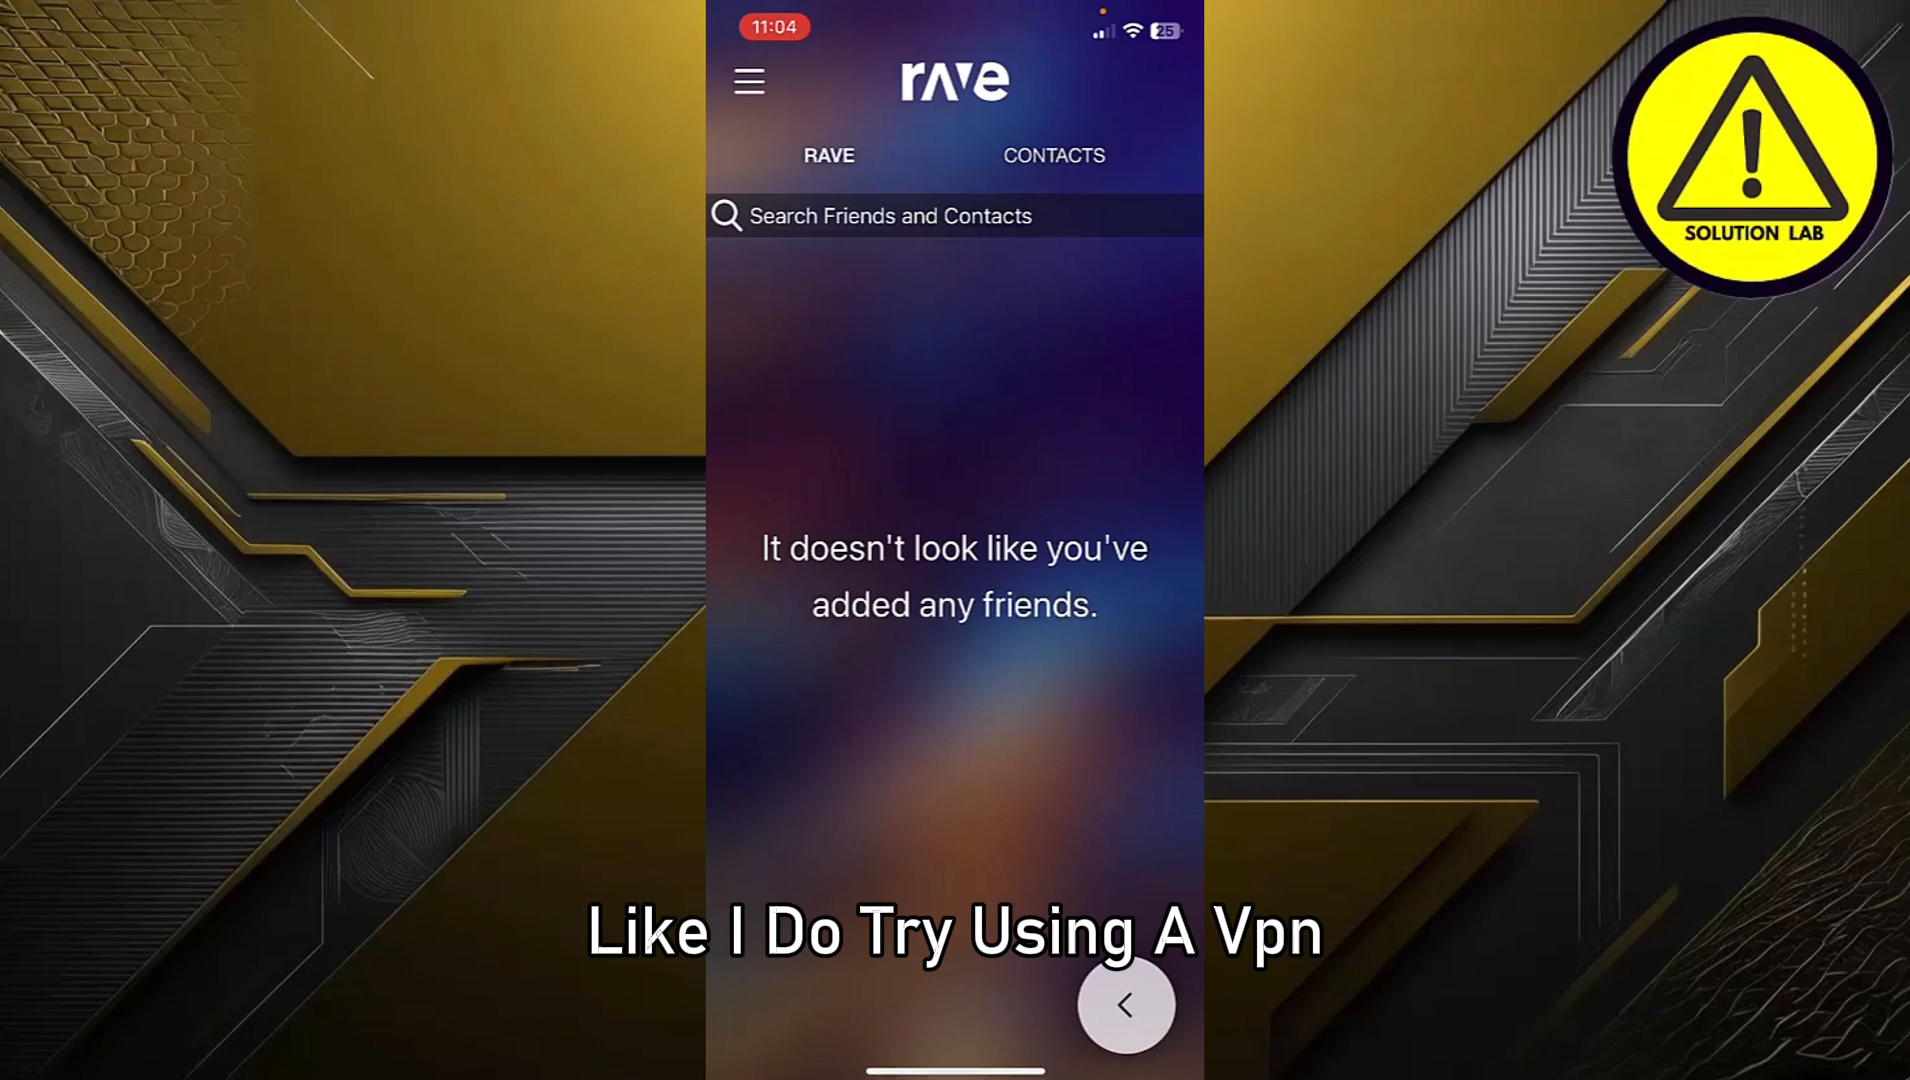 11:04
25
rave
RAVE
CONTACTS
Search Friends and Contacts
It doesn't look like you've
added any friends.
Like I Do Try Using A Vpn
SOLUTION LAB